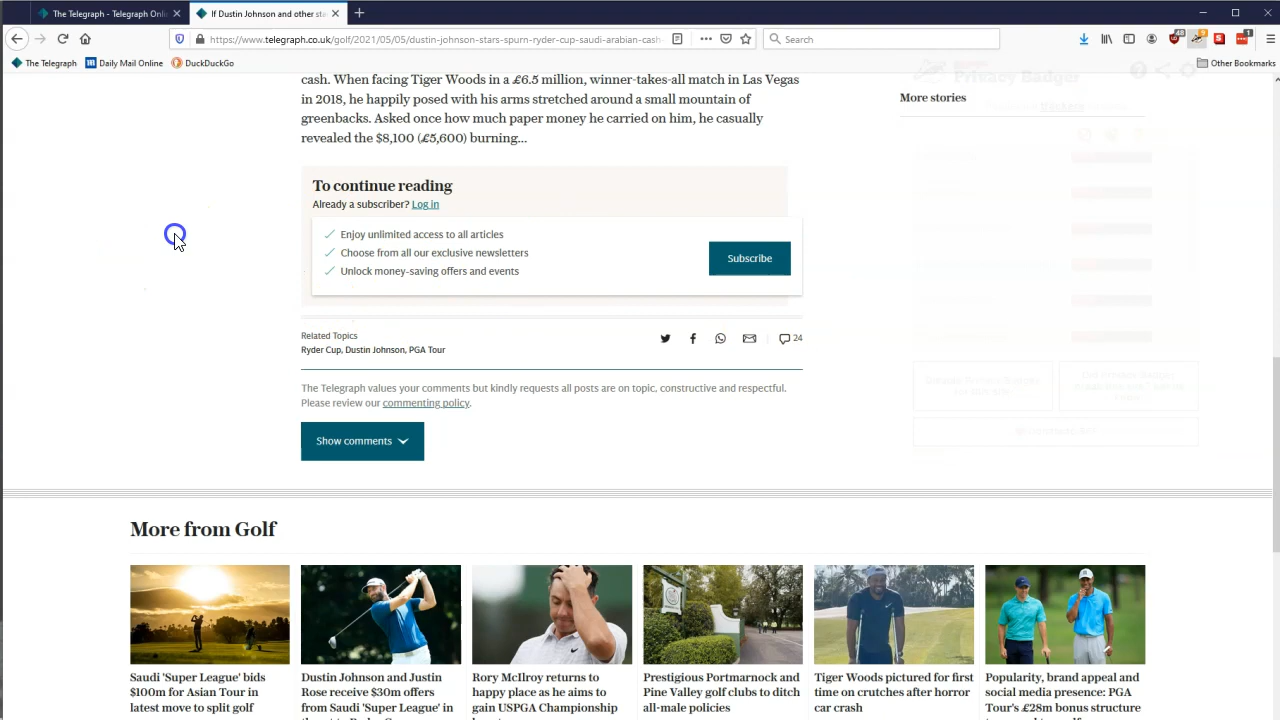 The Telegraph - Telegraph Onli
If Dustin Johnson and other sta
https://www.telegraph.co.uk/golf/2021/05/05/dustin-johnson-stars-spurn-ryder-cup-saudi-arabian-cash
Search
48
9
1
The Telegraph
Daily Mail Online
DuckDuckGo
Other Bookmarks
cash. When facing Tiger Woods in a £6.5 million, winner-takes-all match in Las Vegas
in 2018, he happily posed with his arms stretched around a small mountain of
greenbacks. Asked once how much paper money he carried on him, he casually
revealed the $8,100 (£5,600) burning...
Privacy Badger
More stories
To continue reading
Already a subscriber? Log in
Enjoy unlimited access to all articles
Choose from all our exclusive newsletters
Unlock money-saving offers and events
Subscribe
Related Topics
Ryder Cup, Dustin Johnson, PGA Tour
24
The Telegraph values your comments but kindly requests all posts are on topic, constructive and respectful.
Please review our commenting policy.
Show comments
More from Golf
Saudi 'Super League' bids
$100m for Asian Tour in
latest move to split golf
Dustin Johnson and Justin
Rose receive $30m offers
from Saudi 'Super League' in
Rory McIlroy returns to
happy place as he aims to
gain USPGA Championship
Prestigious Portmarnock and
Pine Valley golf clubs to ditch
all-male policies
Tiger Woods pictured for first
time on crutches after horror
car crash
Popularity, brand appeal and
social media presence: PGA
Tour's £28m bonus structure